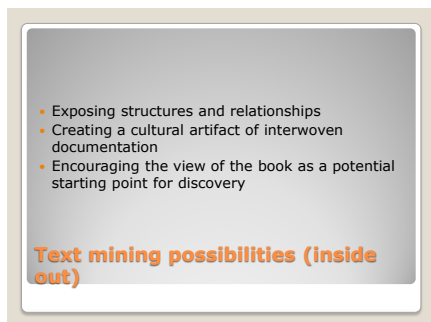 • Exposing structures and relationships
• Creating a cultural artifact of interwoven
documentation
• Encouraging the view of the book as a potential
starting point for discovery
Text mining possibilities (inside
out)